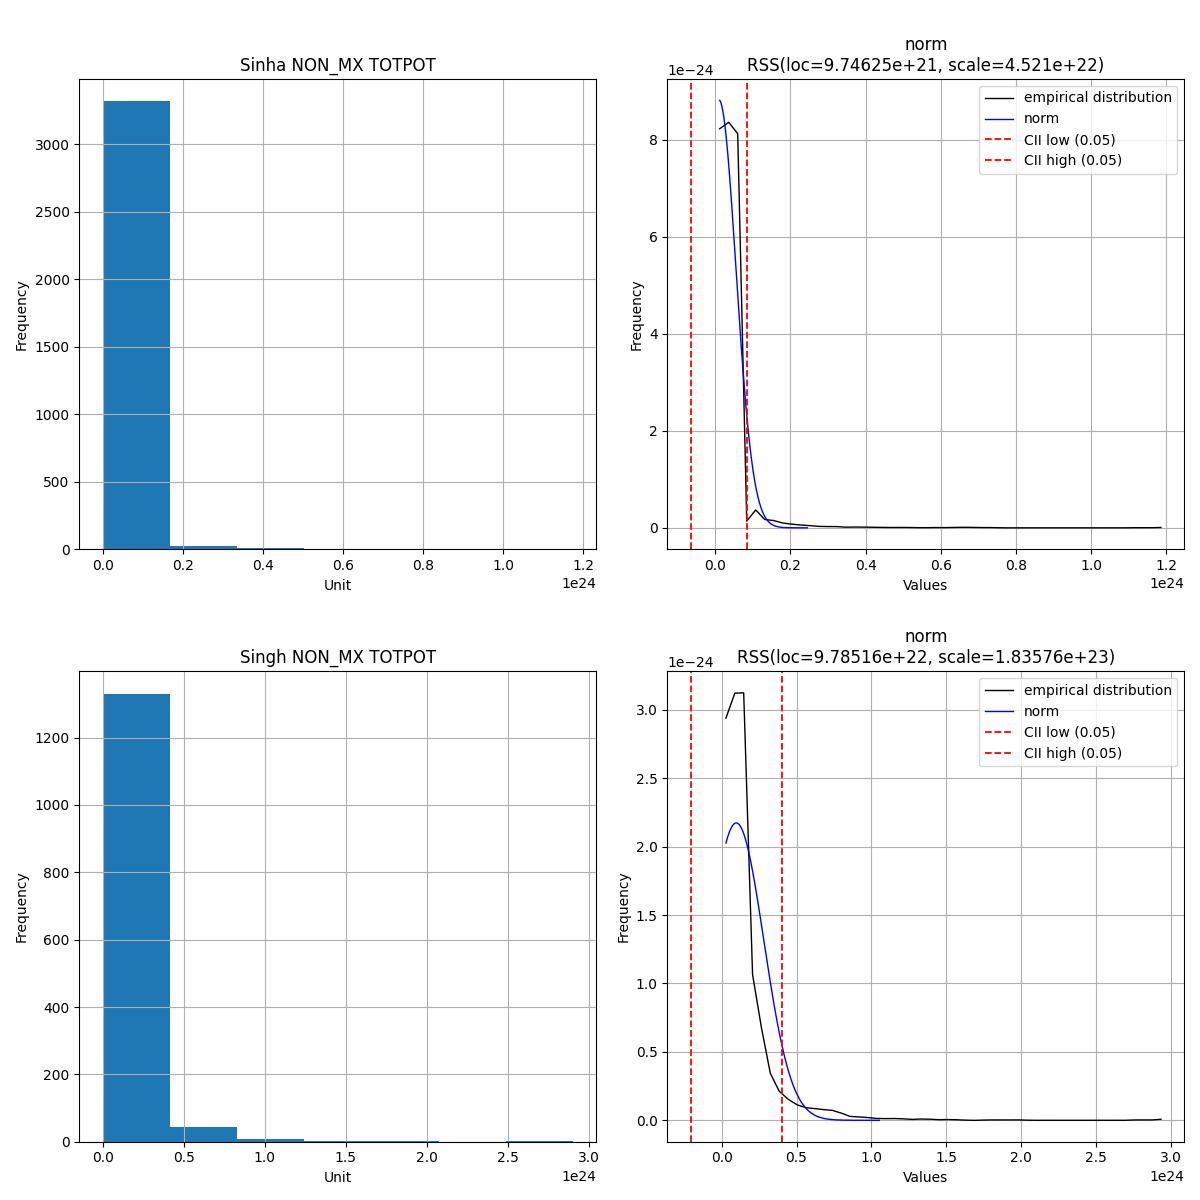 Sinha NON_MX TOTPOT
Frequency
3000
2500
2000
1500
1000
500
0
0.0 0.2 0.4 0.6 0.8 1.0 1.2
1e24
Unit
norm
RSS(loc=9.74625e+21, scale=4.521e+22)
1e−24
empirical distribution
norm
CII low (0.05)
CII high (0.05)
Frequency
8
6
4
2
0
0.0 0.2 0.4 0.6 0.8 1.0 1.2
1e24
Values
Singh NON_MX TOTPOT
Frequency
1200
1000
800
600
400
200
0
0.0 0.5 1.0 1.5 2.0 2.5 3.0
1e24
Unit
norm
RSS(loc=9.78516e+22, scale=1.83576e+23)
1e−24
empirical distribution
norm
CII low (0.05)
CII high (0.05)
Frequency
3.0
2.5
2.0
1.5
1.0
0.5
0.0
0.0 0.5 1.0 1.5 2.0 2.5 3.0
1e24
Values